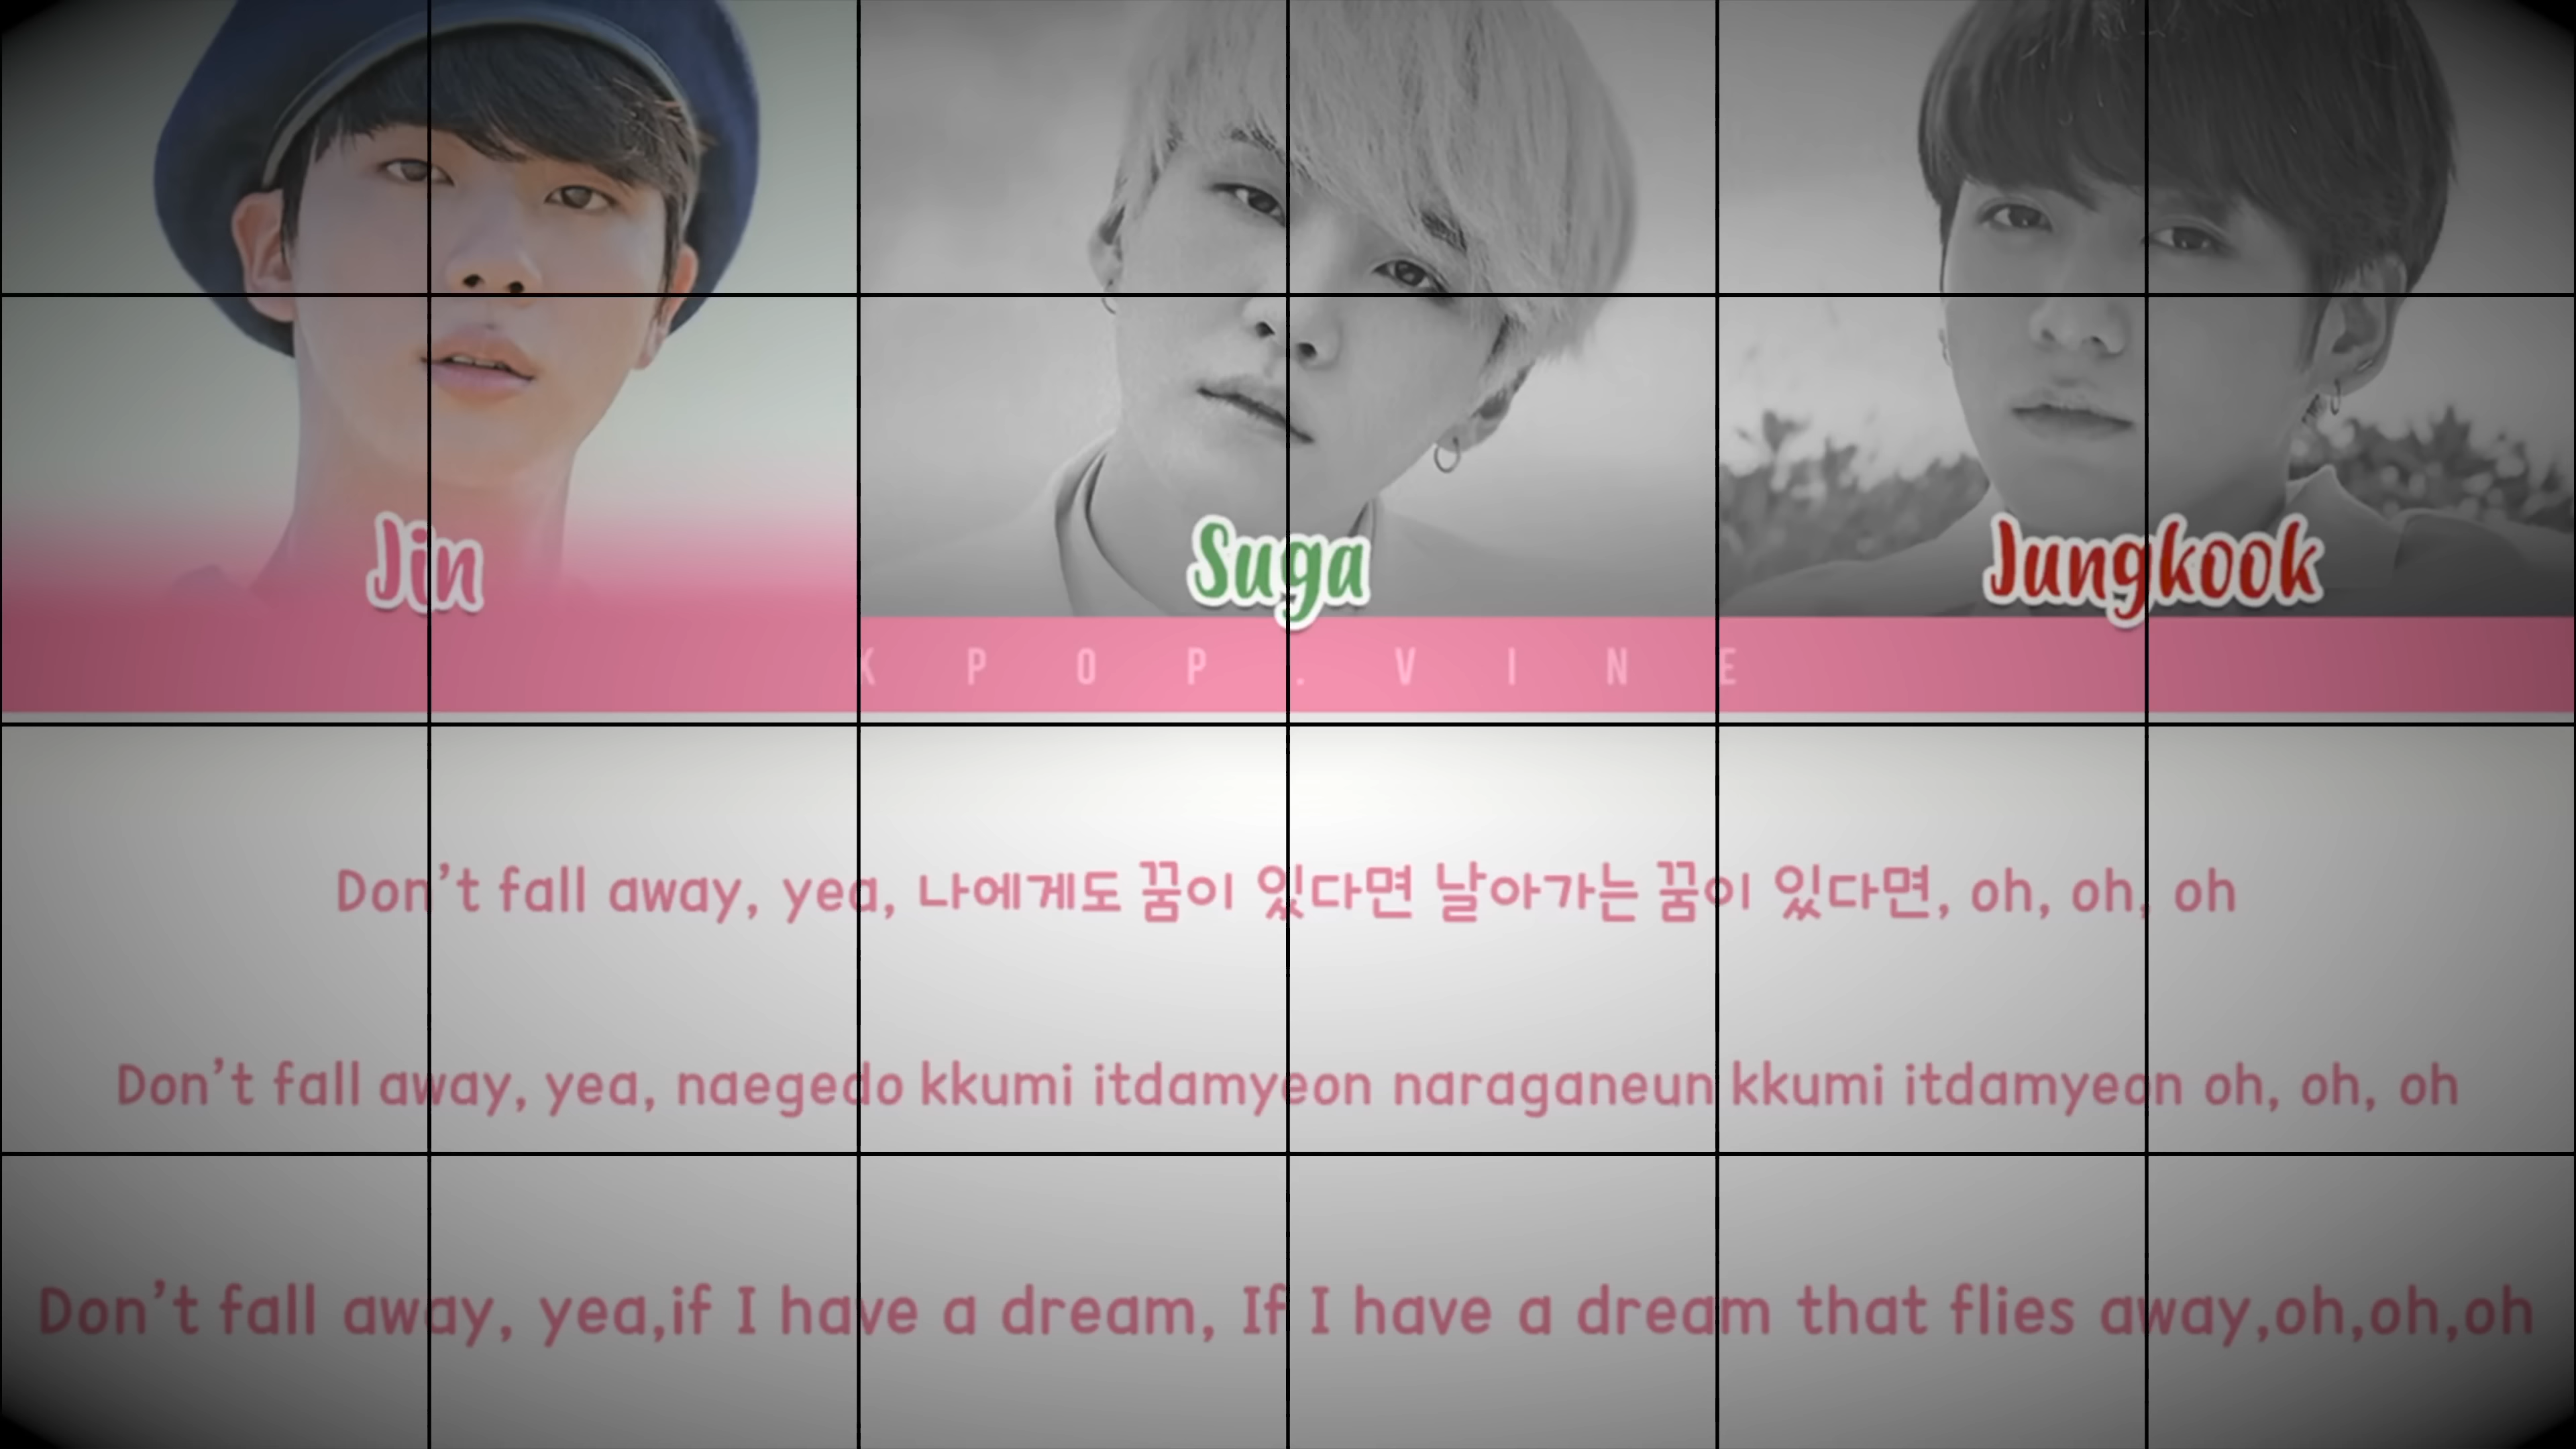 Jin
Suga
Jungkook
KPOP.VINE
Don't fall away, yea, 나에게도 꿈이 있다면 날아가는 꿈이 있다면, oh, oh, oh
Don't fall away, yea, naegedo kkumi itdamyeon naraganeun kkumi itdamyeon oh, oh, oh
Don't fall away, yea,if I have a dream, If I have a dream that flies away,oh,oh,oh